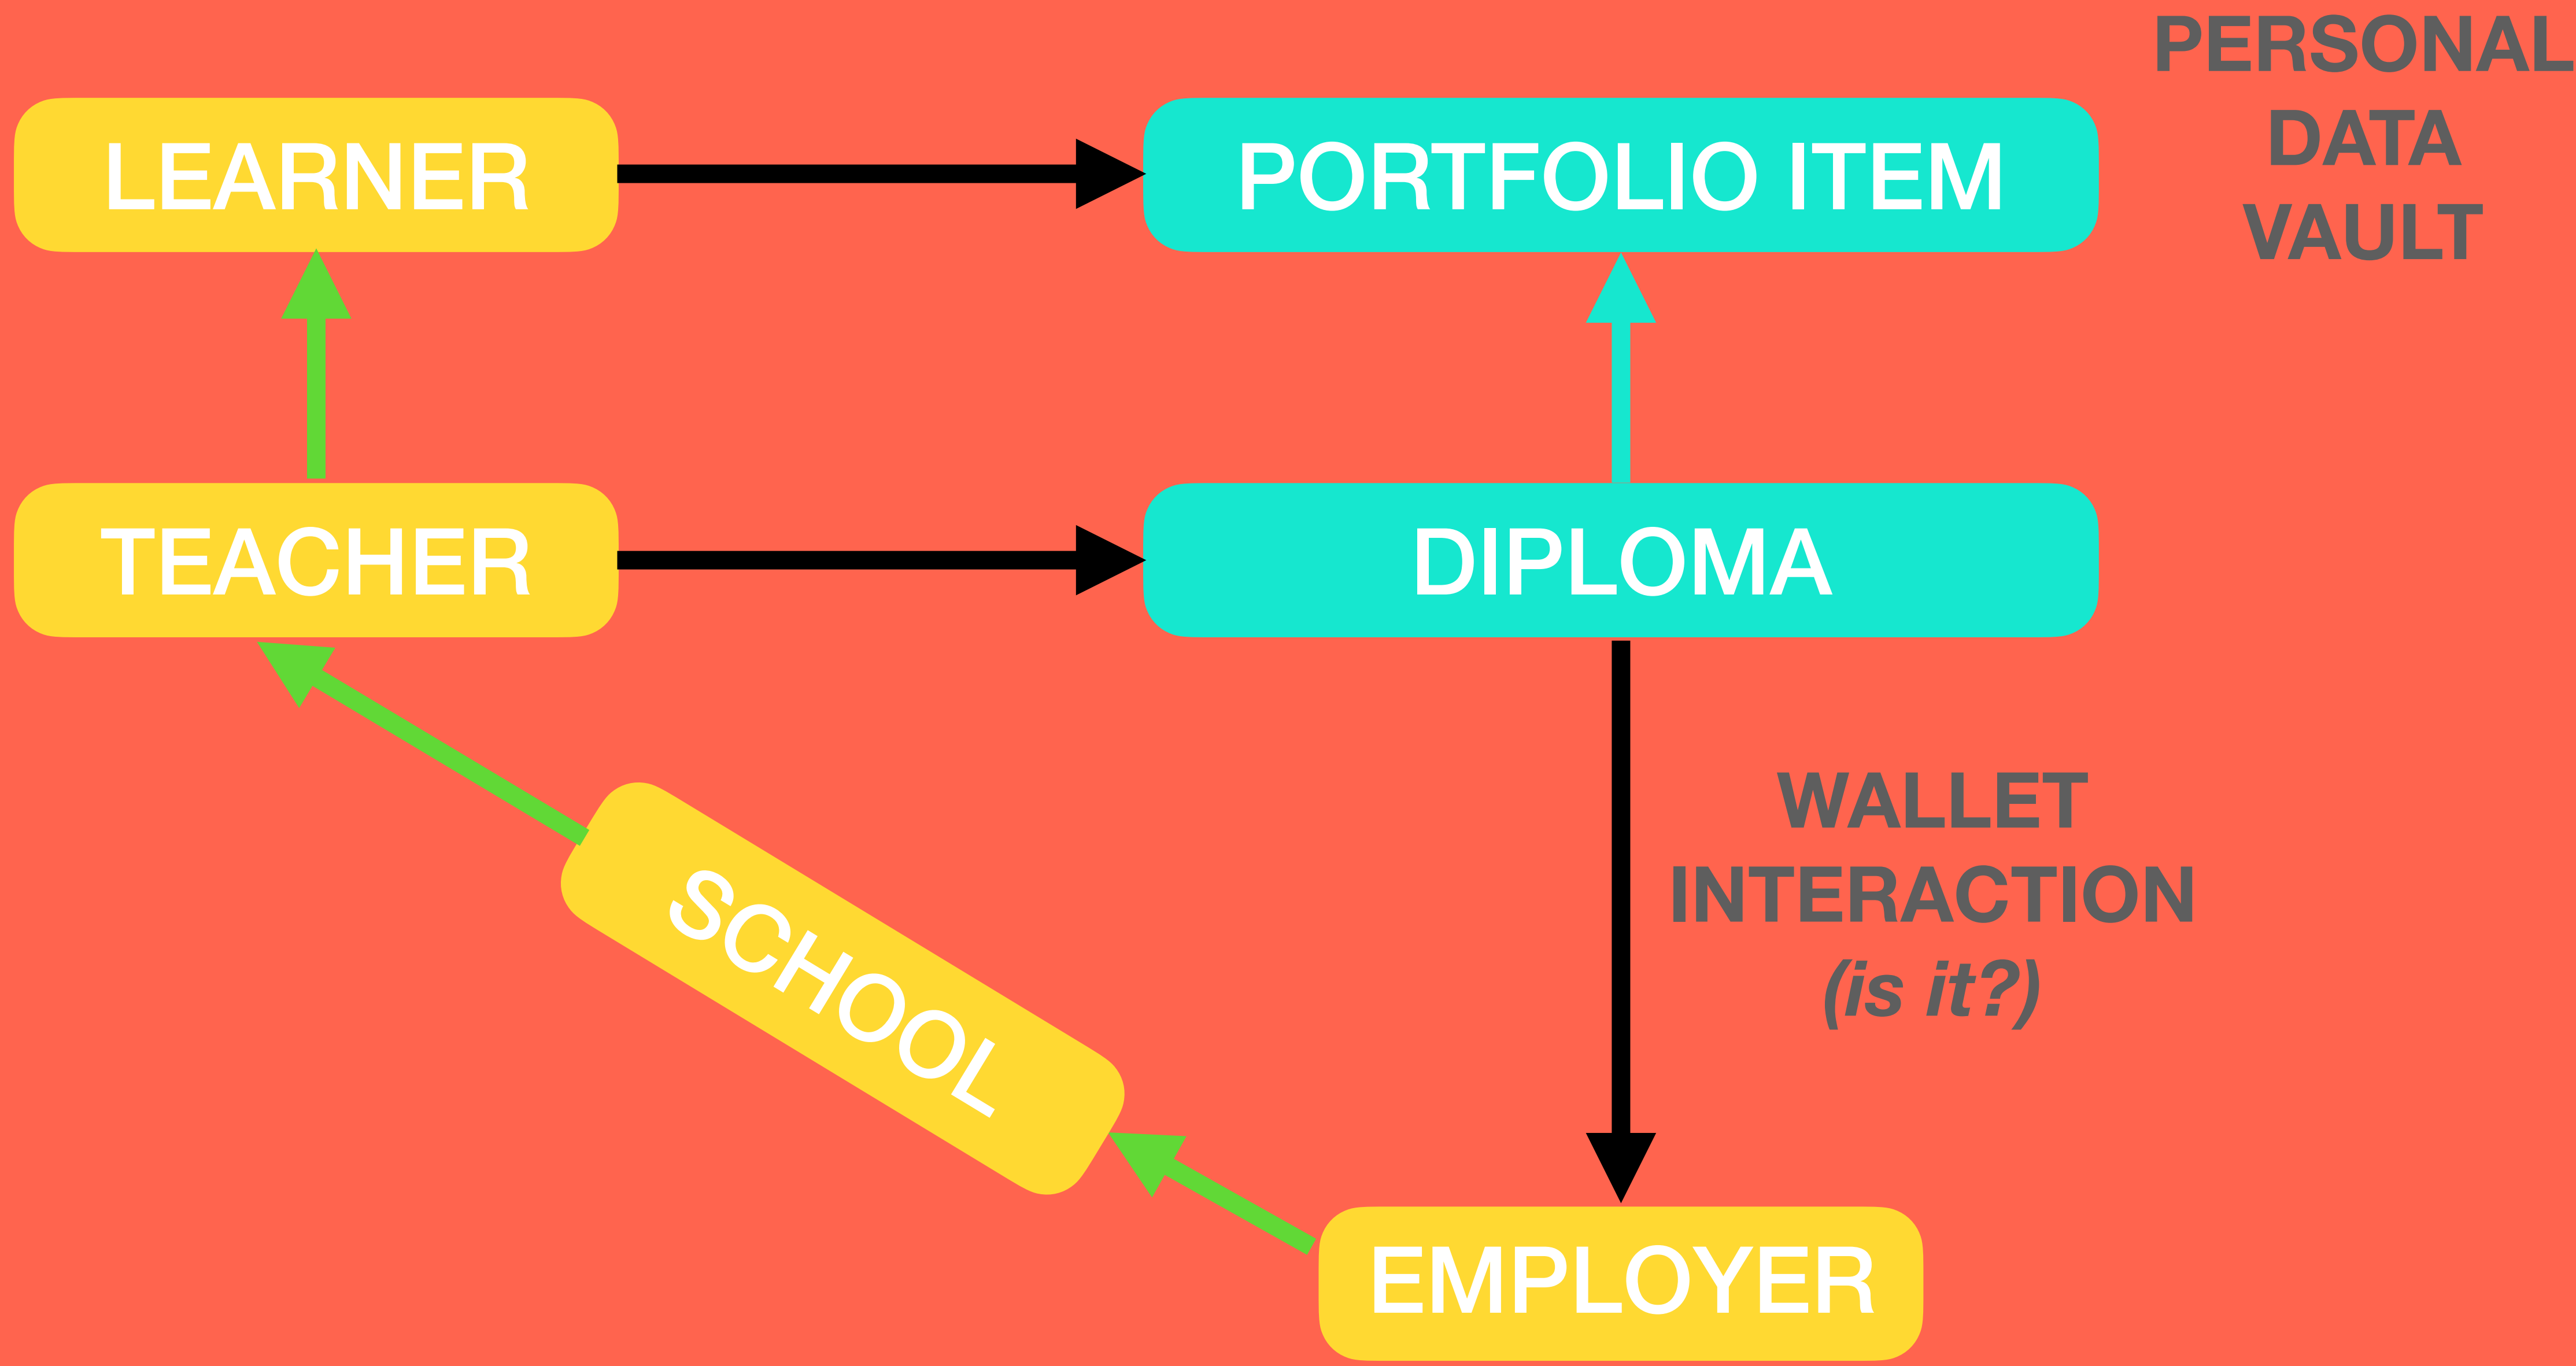 PERSONAL
DATA
VAULT
LEARNER
PORTFOLIO ITEM
TEACHER
DIPLOMA
WALLET
INTERACTION
(is it?)
SCHOOL
EMPLOYER